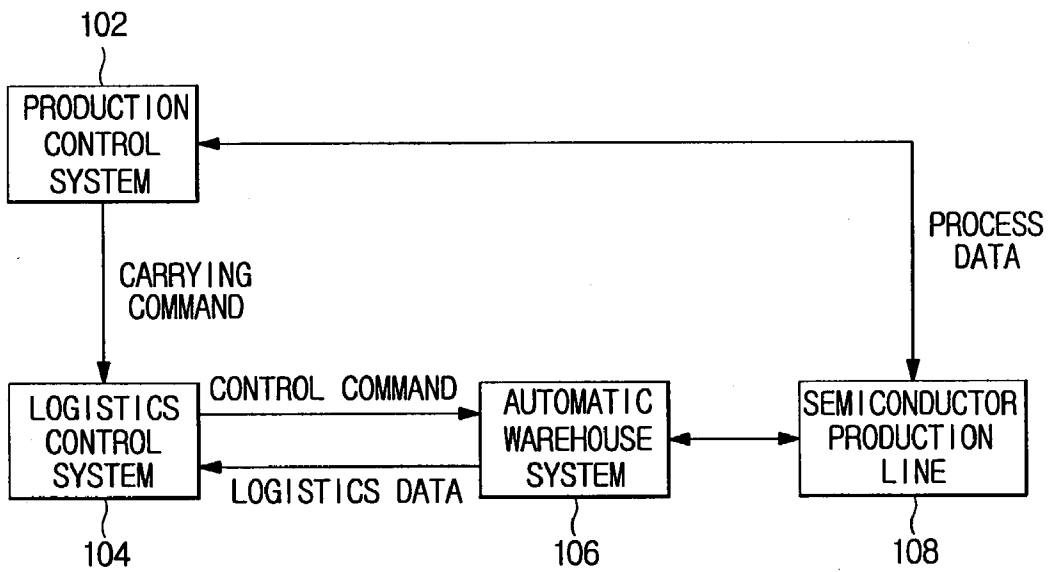 102
PRODUCTION
CONTROL
SYSTEM
PROCESS
DATA
CARRYING
COMMAND
LOGISTICS
CONTROL
SYSTEM
CONTROL COMMAND
LOGISTICS DATA
AUTOMATIC
WAREHOUSE
SYSTEM
SEMICONDUCTOR
PRODUCTION
LINE
104
106
108